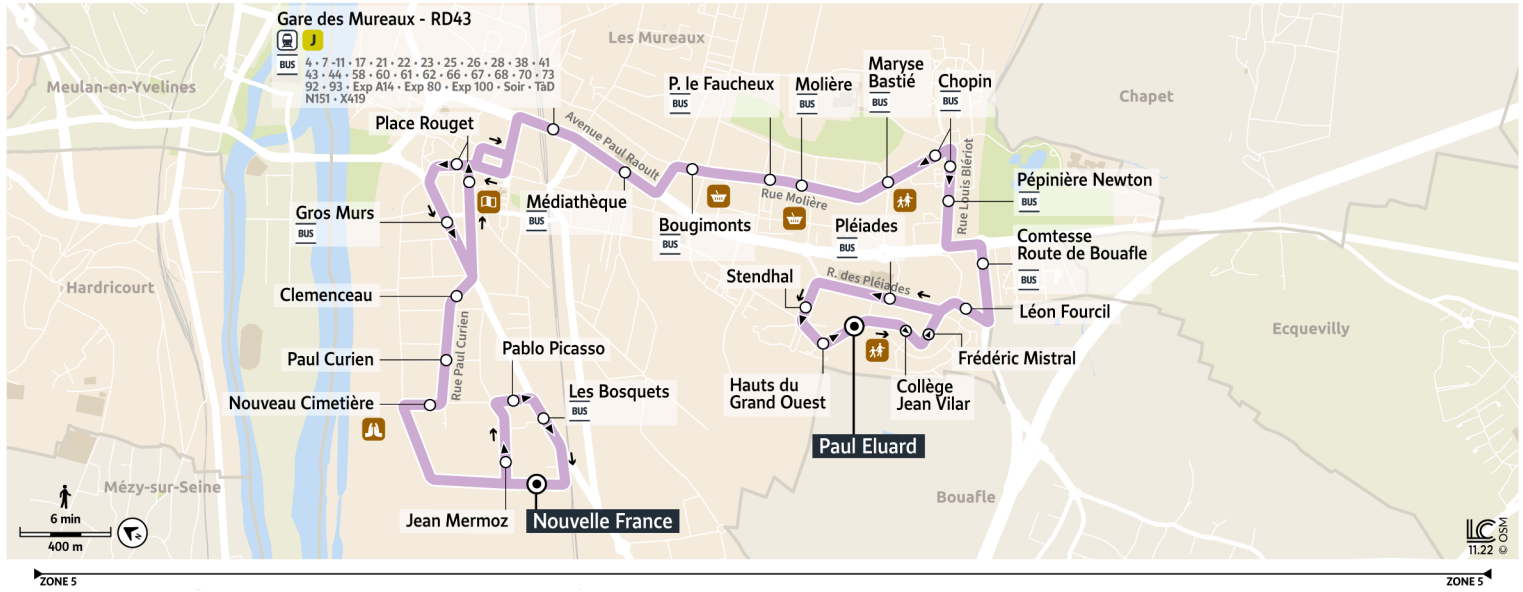 Gare des Mureaux - RD43
J
BUS
4 • 7 -11 • 17 • 21 • 22 • 23 • 25 • 26 • 28 • 38 • 41
43 • 44 • 58 • 60 • 61 • 62 • 66 • 67 • 68 • 70 • 73
92 • 93 • Exp A14 • Exp 80 • Exp 100 • Soir • TàD
N151 • X419
Les Mureaux
Meulan-en-Yvelines
Chapet
P. le Faucheux
BUS
Molière
BUS
Maryse
Bastié
BUS
Chopin
BUS
Place Rouget
Avenue Paul Raoult
Médiathèque
BUS
Rue Molière
Rue Louis Blériot
Pépinière Newton
BUS
Gros Murs
BUS
Bougimonts
BUS
Pléiades
BUS
Comtesse
Route de Bouafle
BUS
Stendhal
R. des Pléiades
Hardricourt
Clemenceau
Léon Fourcil
Ecquevilly
Paul Curien
Rue Paul Curien
Pablo Picasso
Frédéric Mistral
Les Bosquets
BUS
Hauts du
Grand Ouest
Collège
Jean Vilar
Nouveau Cimetière
Paul Eluard
Mézy-sur-Seine
Bouafle
Jean Mermoz
Nouvelle France
6 min
400 m
N
LC
11.22
© OSM
ZONE 5
ZONE 5